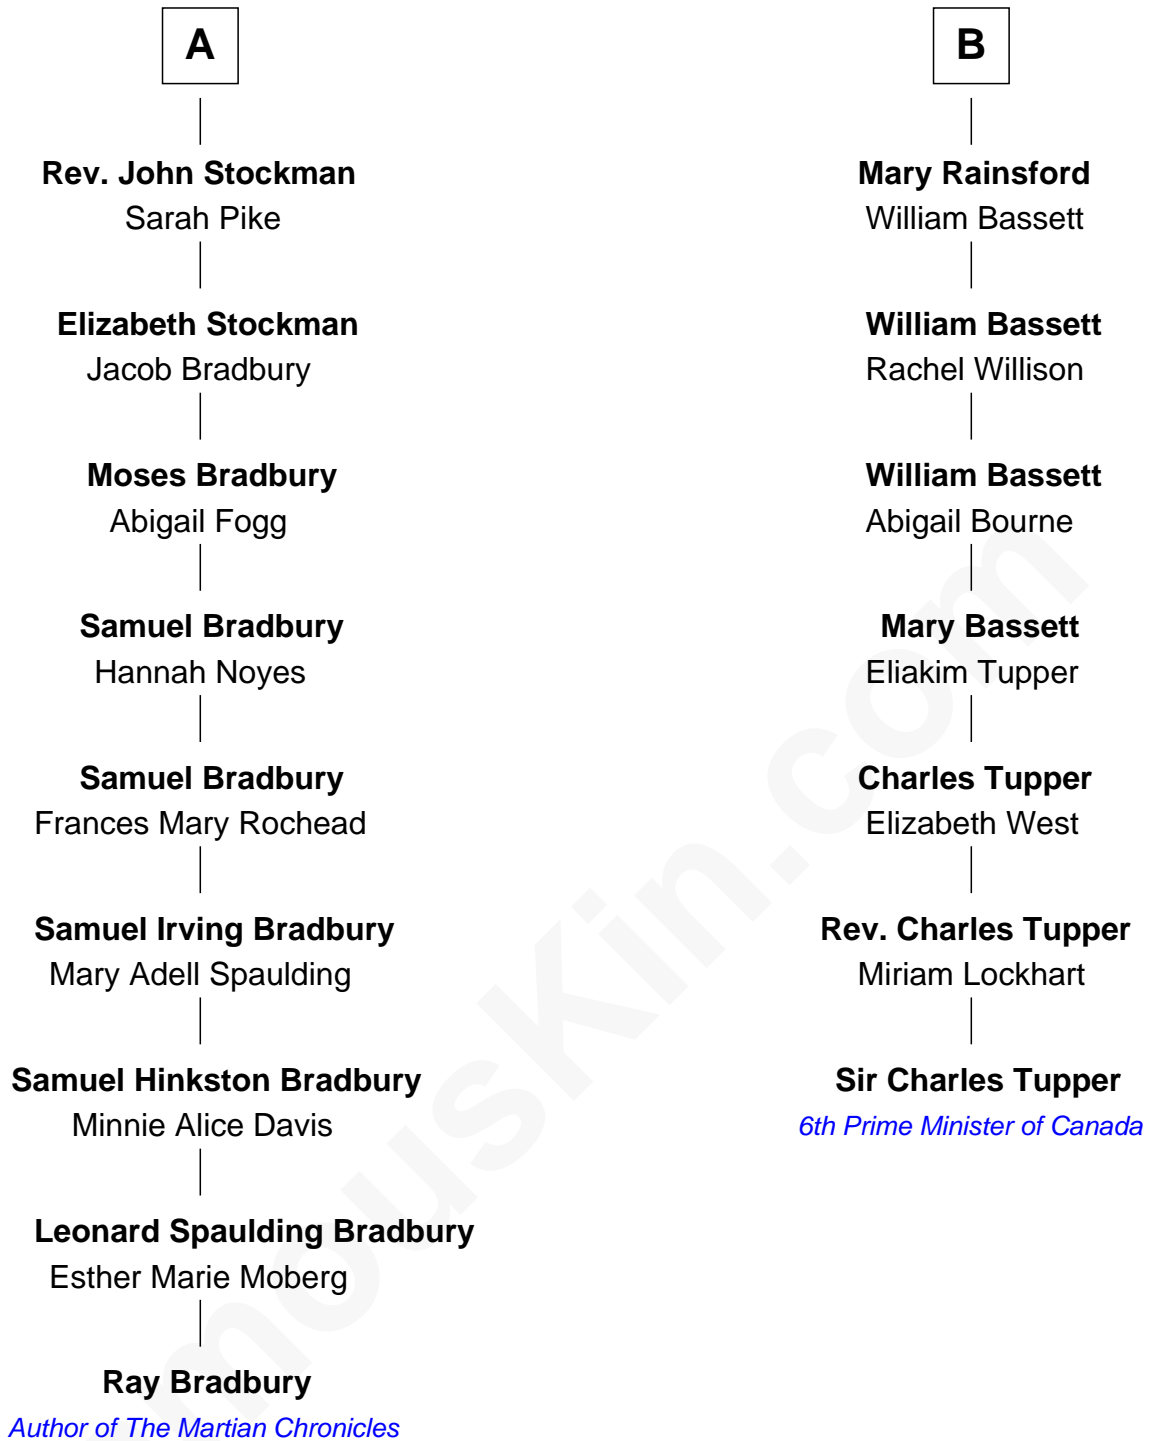 A
Rev. John Stockman
Sarah Pike
Elizabeth Stockman
Jacob Bradbury
Moses Bradbury
Abigail Fogg
Samuel Bradbury
Hannah Noyes
Samuel Bradbury
Frances Mary Rochead
Samuel Irving Bradbury
Mary Adell Spaulding
Samuel Hinkston Bradbury
Minnie Alice Davis
Leonard Spaulding Bradbury
Esther Marie Moberg
Ray Bradbury
Author of The Martian Chronicles
B
Mary Rainsford
William Bassett
William Bassett
Rachel Willison
William Bassett
Abigail Bourne
Mary Bassett
Eliakim Tupper
Charles Tupper
Elizabeth West
Rev. Charles Tupper
Miriam Lockhart
Sir Charles Tupper
6th Prime Minister of Canada
mouskin.com